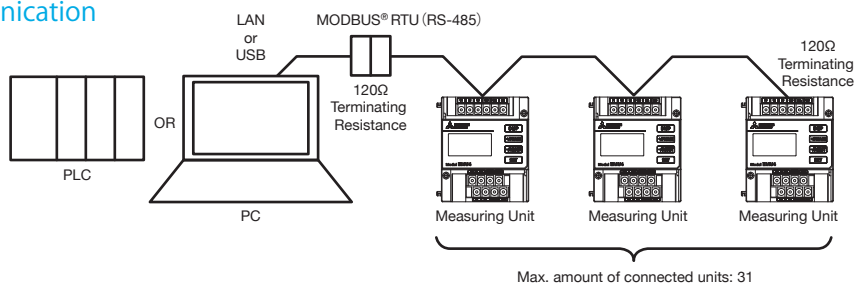 nication
LAN
or
USB
MODBUS® RTU (RS-485)
120Ω
Terminating
Resistance
120Ω
Terminating
Resistance
OR
PLC
PC
Measuring Unit
Measuring Unit
Measuring Unit
Max. amount of connected units: 31